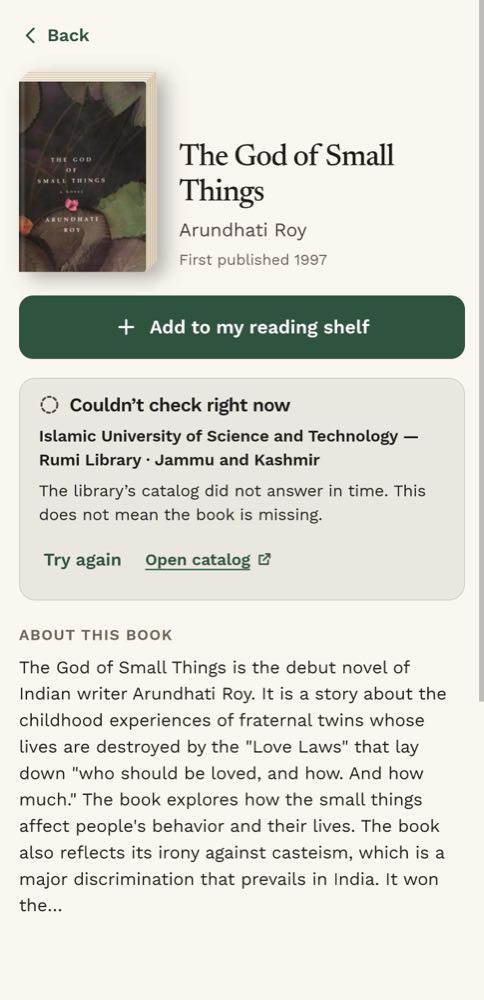 Back
THE GOD
OF
SMALL THINGS
A NOVEL
ARUNDHATI
ROY
The God of Small
Things
Arundhati Roy
First published 1997
Add to my reading shelf
Couldn’t check right now
Islamic University of Science and Technology —
Rumi Library · Jammu and Kashmir
The library’s catalog did not answer in time. This
does not mean the book is missing.
Try again
Open catalog
ABOUT THIS BOOK
The God of Small Things is the debut novel of
Indian writer Arundhati Roy. It is a story about the
childhood experiences of fraternal twins whose
lives are destroyed by the "Love Laws" that lay
down "who should be loved, and how. And how
much." The book explores how the small things
affect people's behavior and their lives. The book
also reflects its irony against casteism, which is a
major discrimination that prevails in India. It won
the...